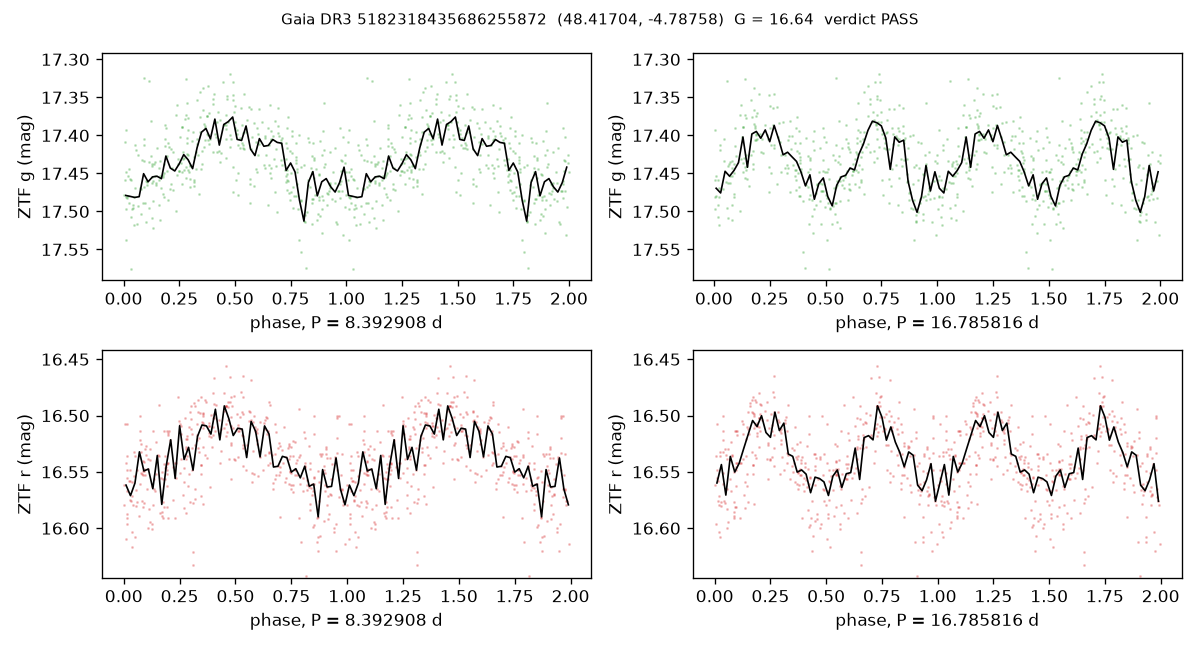 Gaia DR3 5182318435686255872 (48.41704, -4.78758) G = 16.64 verdict PASS
17.30
17.35
17.40
17.45
17.50
17.55
ZTF g (mag)
0.00 0.25 0.50 0.75 1.00 1.25 1.50 1.75 2.00
phase, P = 8.392908 d
17.30
17.35
17.40
17.45
17.50
17.55
ZTF g (mag)
0.00 0.25 0.50 0.75 1.00 1.25 1.50 1.75 2.00
phase, P = 16.785816 d
16.45
16.50
16.55
16.60
ZTF r (mag)
0.00 0.25 0.50 0.75 1.00 1.25 1.50 1.75 2.00
phase, P = 8.392908 d
16.45
16.50
16.55
16.60
ZTF r (mag)
0.00 0.25 0.50 0.75 1.00 1.25 1.50 1.75 2.00
phase, P = 16.785816 d